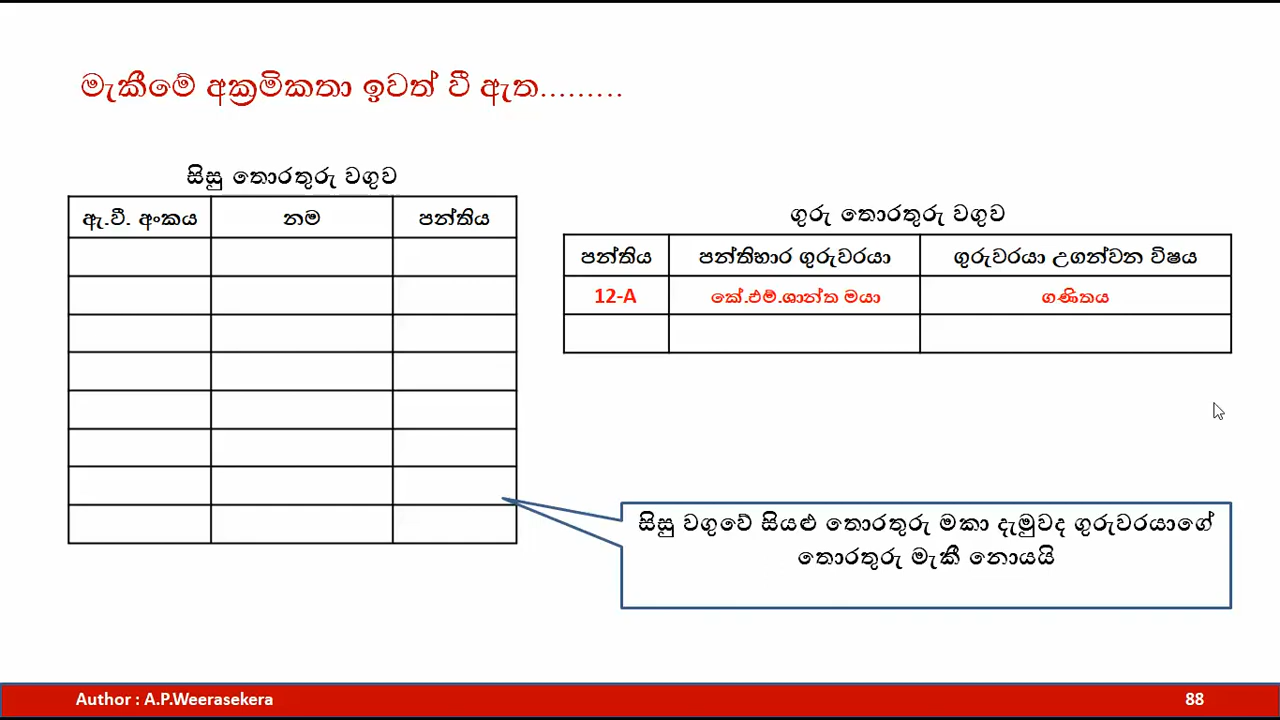 මැකීමේ අක්‍රමිකතා ඉවත් වී ඇත.........
සිසු තොරතුරු වගුව
ඇ.වී. අංකය නම පන්තිය
ගුරු තොරතුරු වගුව
පන්තිය පන්තිභාර ගුරුවරයා ගුරුවරයා උගන්වන විෂය
12-A කේ.එම්.ශාන්ත මයා ගණිතය
සිසු වගුවේ සියළු තොරතුරු මකා දැමුවද ගුරුවරයාගේ
තොරතුරු මැකී නොයයි
Author : A.P.Weerasekera 88